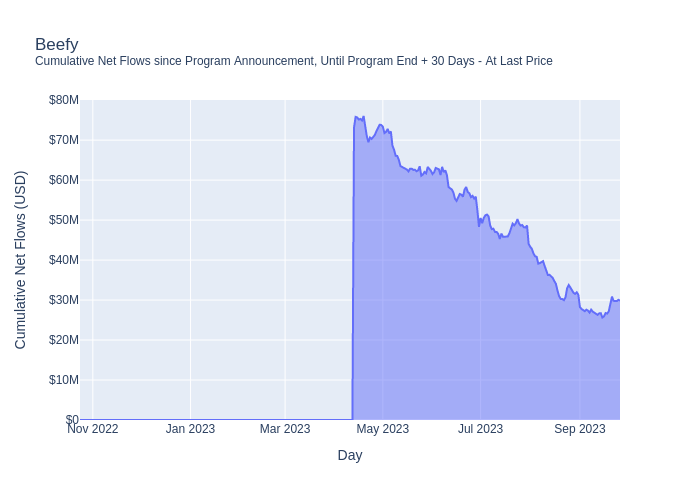 Beefy
Cumulative Net Flows since Program Announcement, Until Program End + 30 Days - At Last Price
Cumulative Net Flows (USD)
$80M
$70M
$60M
$50M
$40M
$30M
$20M
$10M
$0
Nov 2022
Jan 2023
Mar 2023
May 2023
Jul 2023
Sep 2023
Day